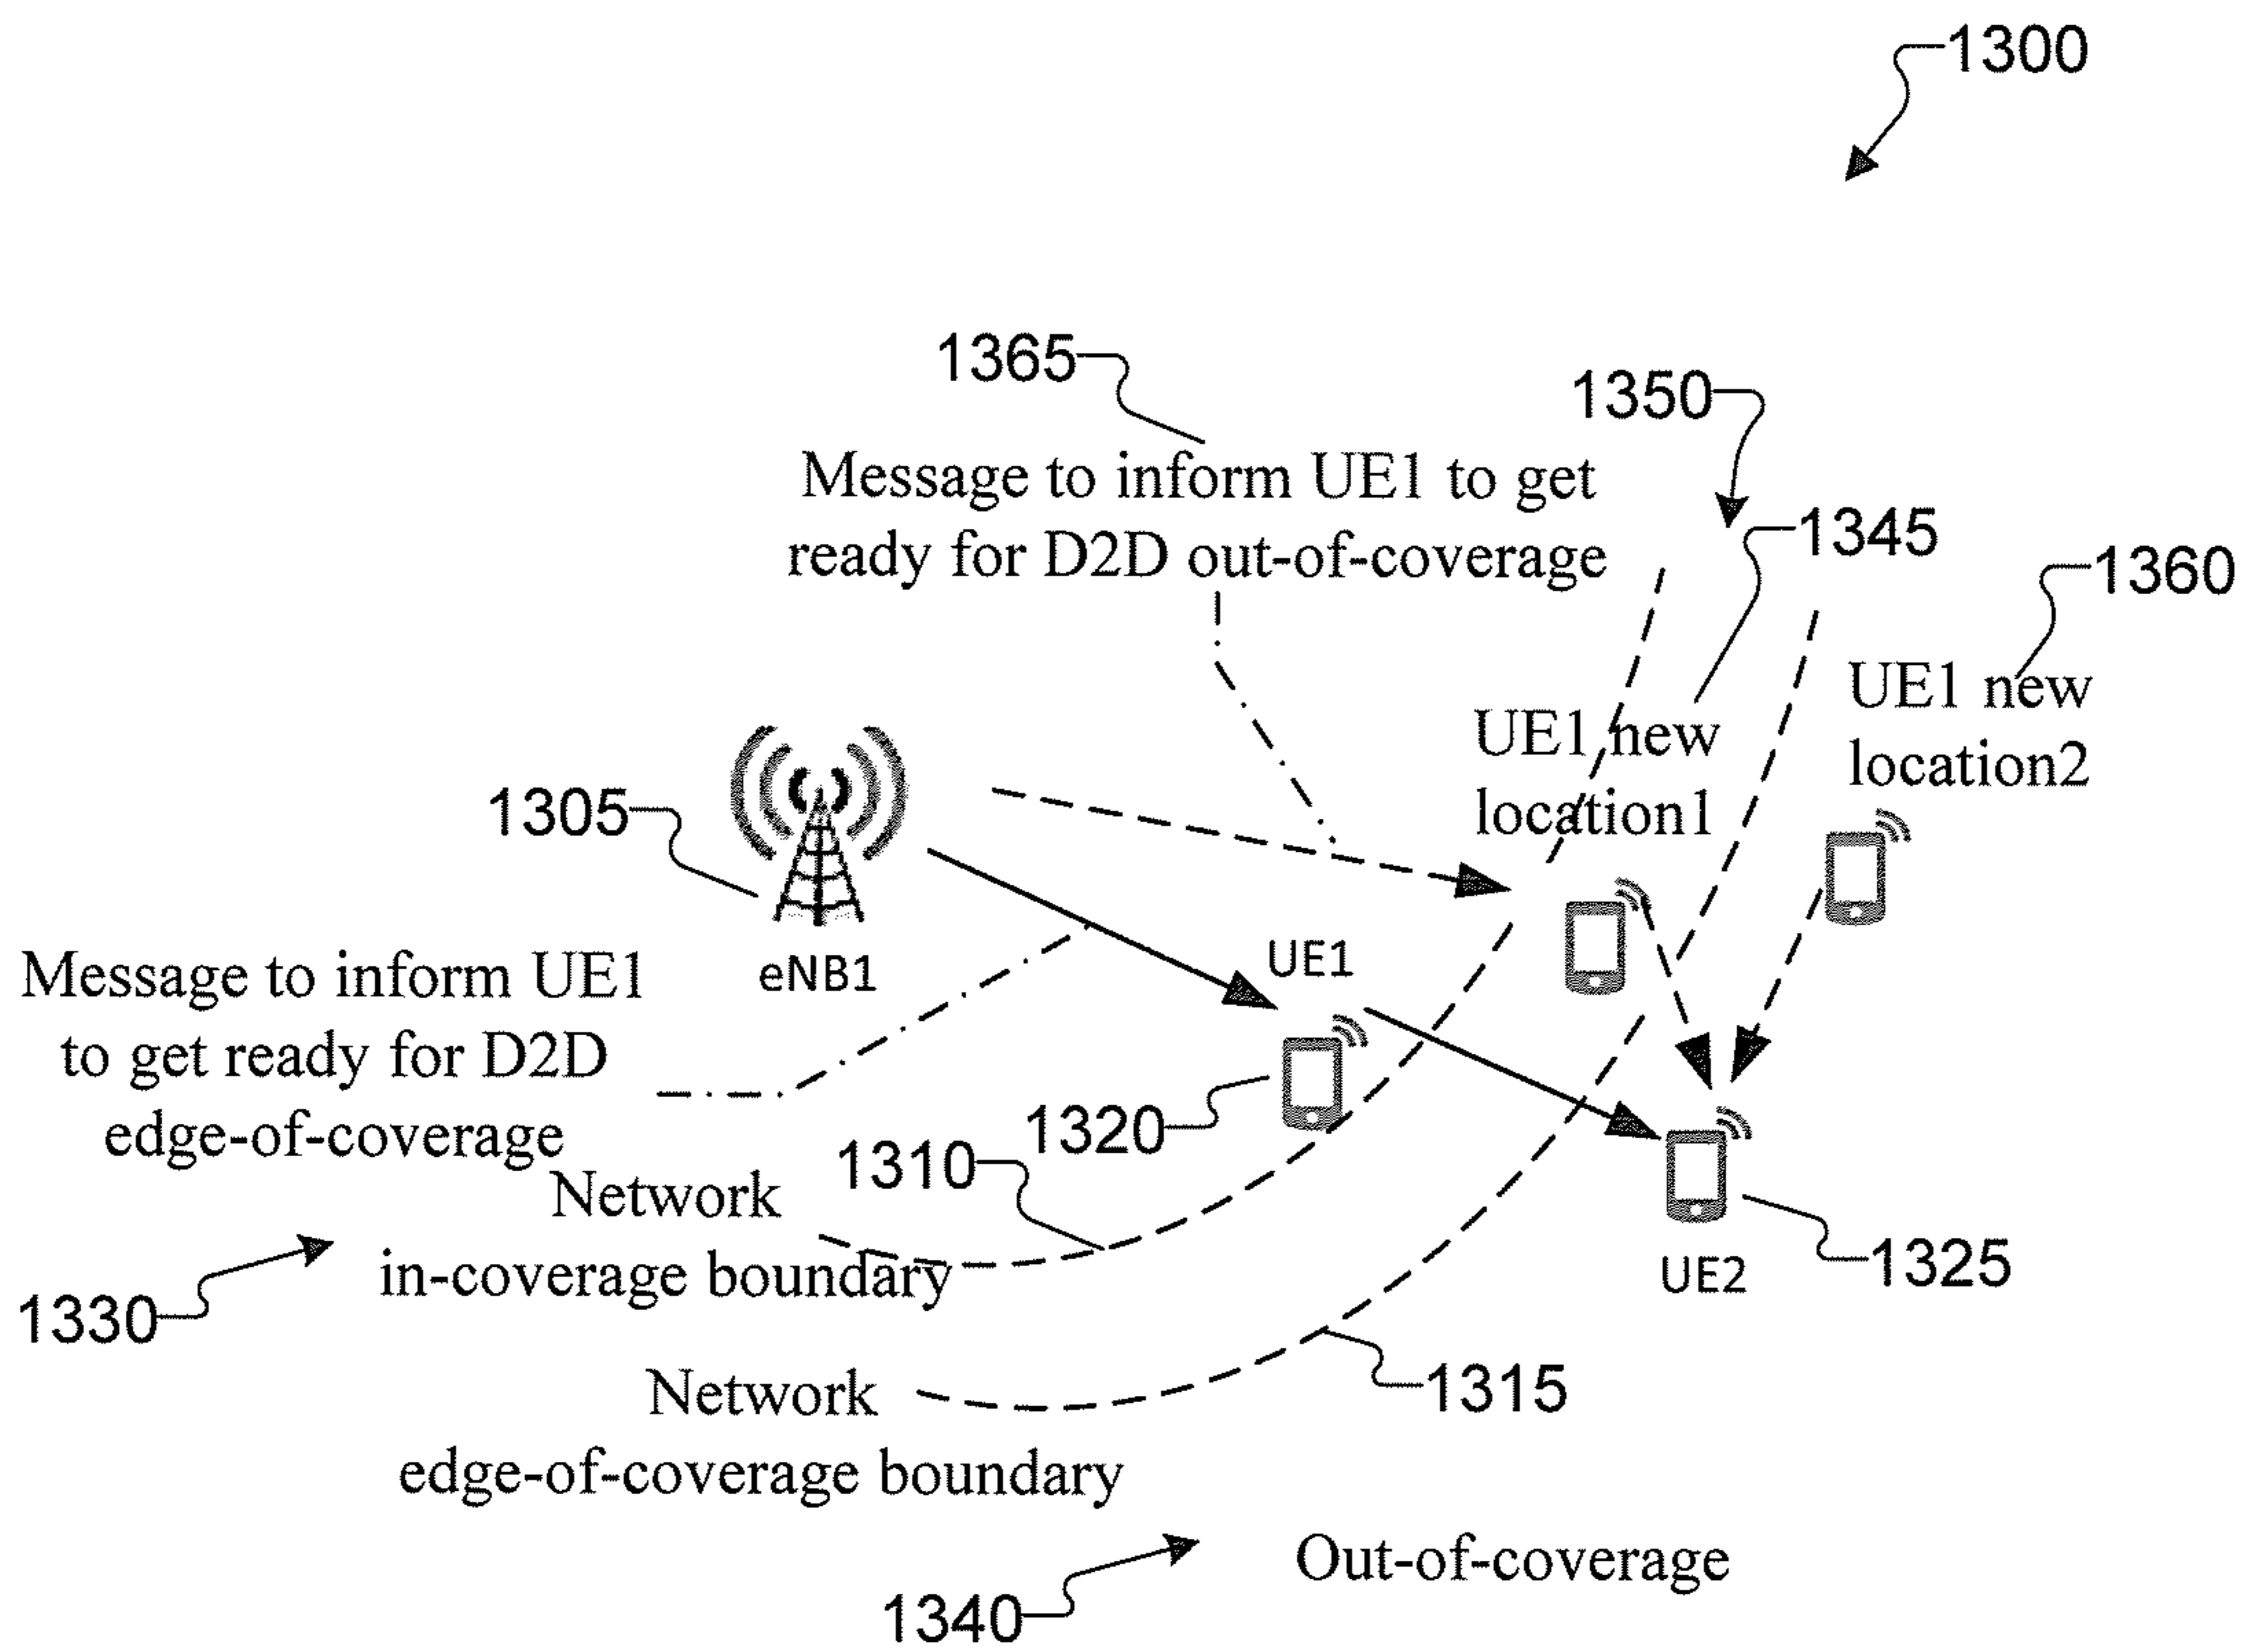 1300
1365
1350
Message to inform UE1 to get
ready for D2D out-of-coverage
1345
1360
UE1 new
location1
UE1 new
location2
1305
eNB1
UE1
Message to inform UE1
to get ready for D2D
edge-of-coverage
1320
1310
Network
in-coverage boundary
1330
1325
UE2
1315
Network
edge-of-coverage boundary
1340
Out-of-coverage